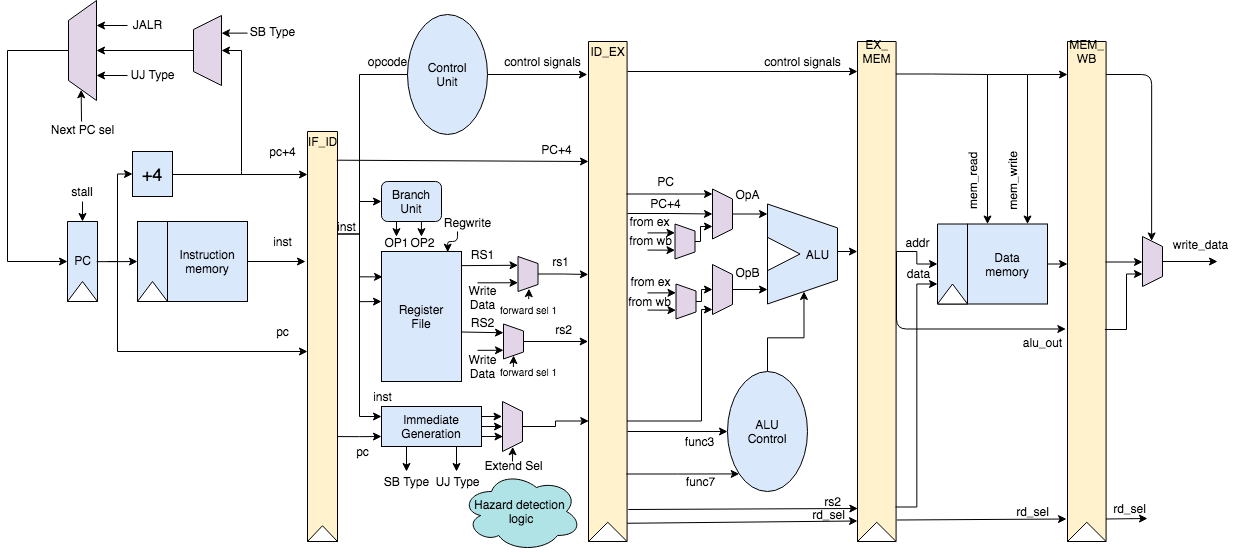 JALR
SB Type
UJ Type
Next PC sel
stall
PC
+4
pc+4
Instruction
memory
inst
pc
IF_ID
inst
opcode
Control
Unit
control signals
PC+4
Branch
Unit
OP1 OP2
Regwrite
Register
File
RS1
Write
Data
rs1
forward sel 1
RS2
Write
Data
rs2
forward sel 1
inst
Immediate
Generation
pc
SB Type
UJ Type
Extend Sel
Hazard detection
logic
ID_EX
control signals
PC
PC+4
from ex
from wb
OpA
from ex
from wb
OpB
ALU
ALU
Control
func3
func7
rs2
rd_sel
EX_
MEM
mem_read
mem_write
addr
data
Data
memory
alu_out
rd_sel
MEM_
WB
write_data
rd_sel